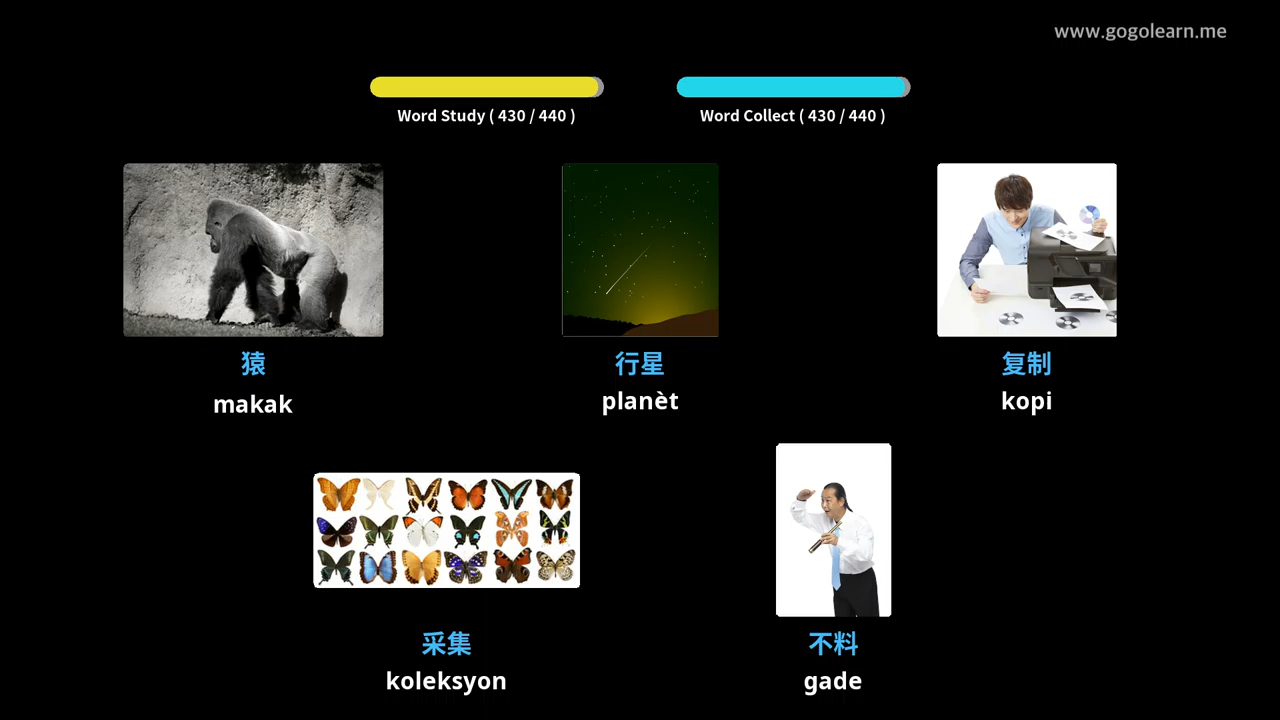 www.gogolearn.me
Word Study ( 430 / 440 )
Word Collect ( 430 / 440 )
猿
makak
行星
planèt
复制
kopi
采集
koleksyon
不料
gade